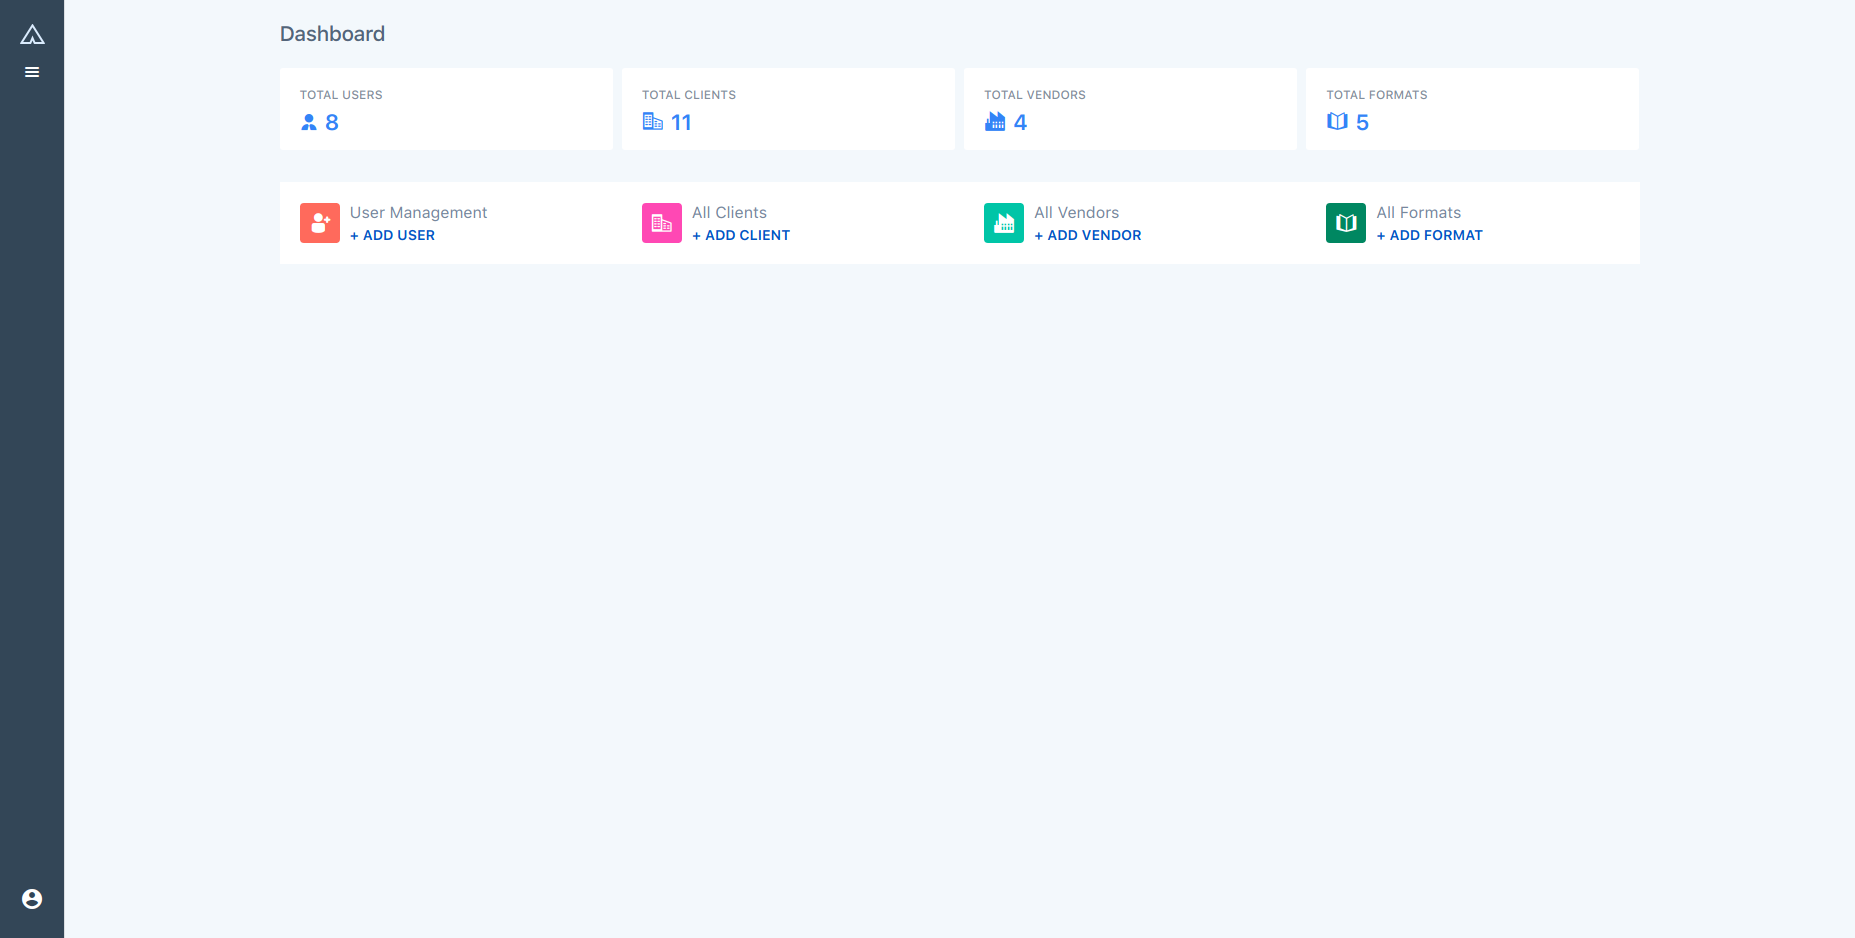 Dashboard
TOTAL USERS
8
TOTAL CLIENTS
11
TOTAL VENDORS
4
TOTAL FORMATS
5
User Management
+ ADD USER
All Clients
+ ADD CLIENT
All Vendors
+ ADD VENDOR
All Formats
+ ADD FORMAT